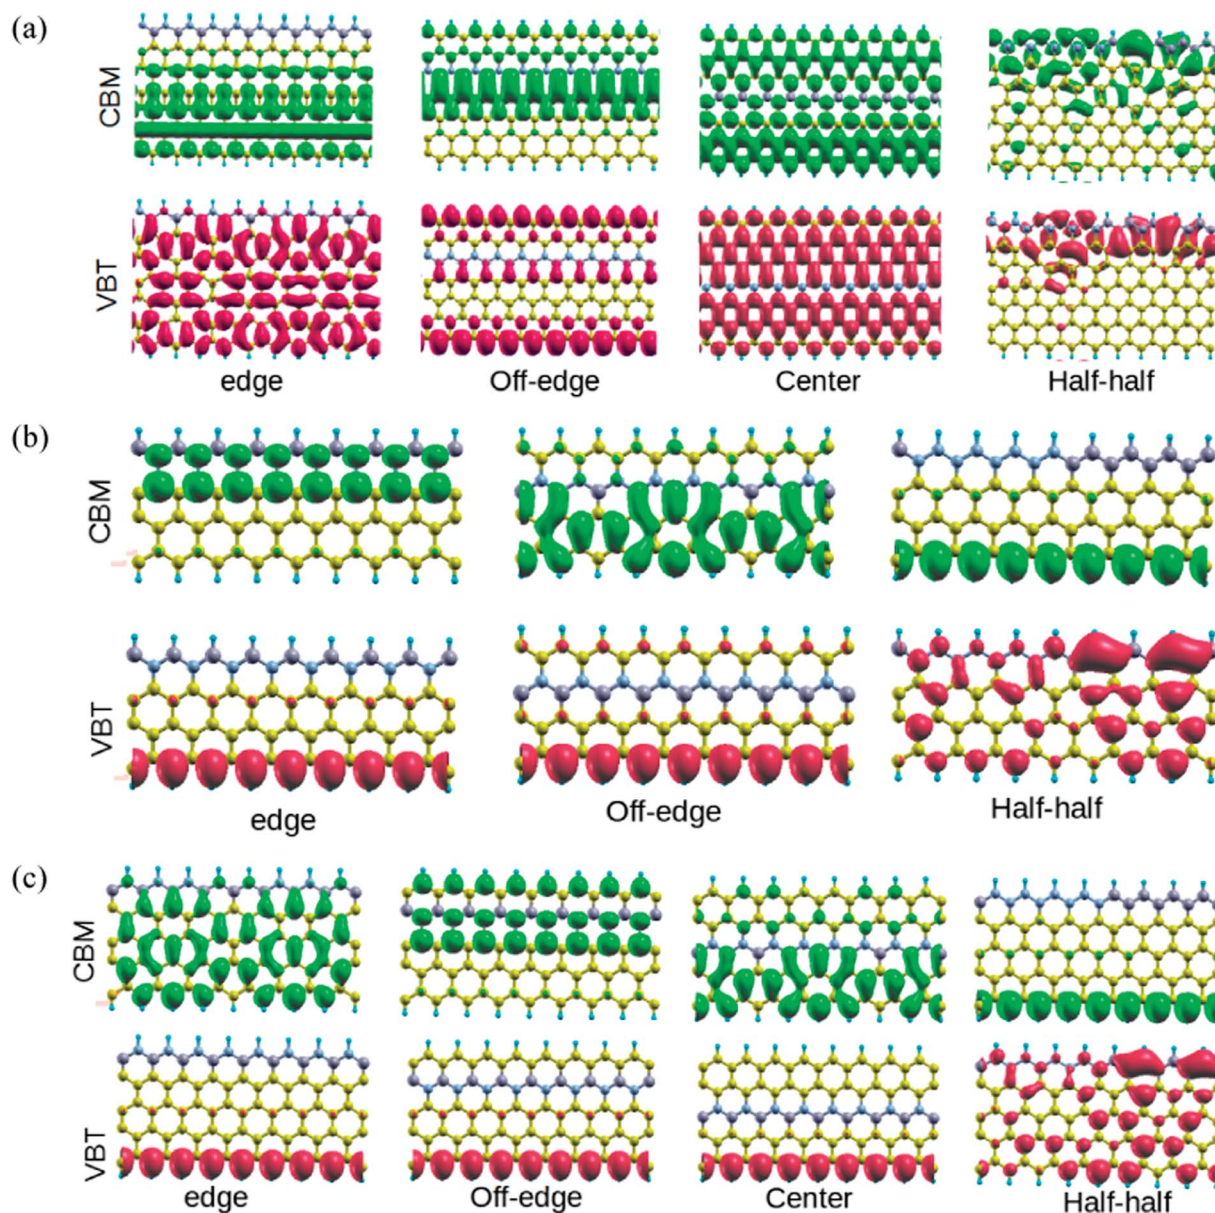 (a)
CBM
VBT
edge Off-edge Center Half-half
(b)
CBM
VBT
edge Off-edge Half-half
(c)
CBM
VBT
edge Off-edge Center Half-half